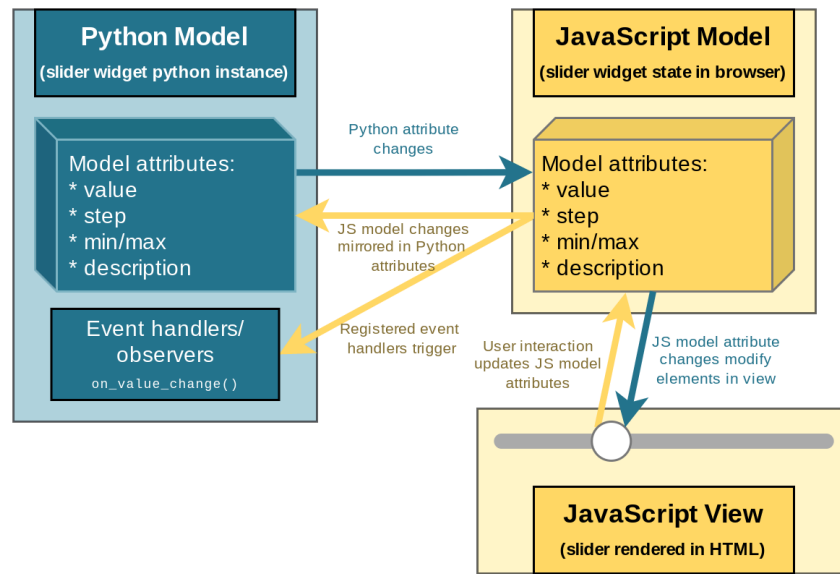 Python Model
(slider widget python instance)
Model attributes:
* value
* step
* min/max
* description
Event handlers/
observers
on_value_change()
Python attribute
changes
JS model changes
mirrored in Python
attributes
Registered event
handlers trigger
JavaScript Model
(slider widget state in browser)
Model attributes:
* value
* step
* min/max
* description
User interaction
updates JS model
attributes
JS model attribute
changes modify
elements in view
JavaScript View
(slider rendered in HTML)